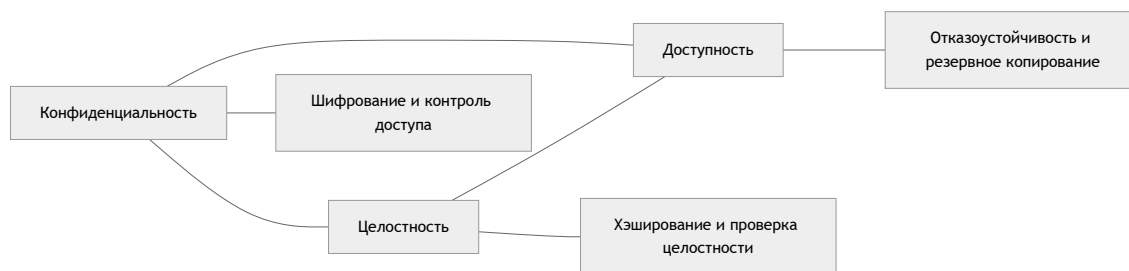 Доступность
Отказоустойчивость и
резервное копирование
Конфиденциальность
Шифрование и контроль
доступа
Целостность
Хэширование и проверка
целостности